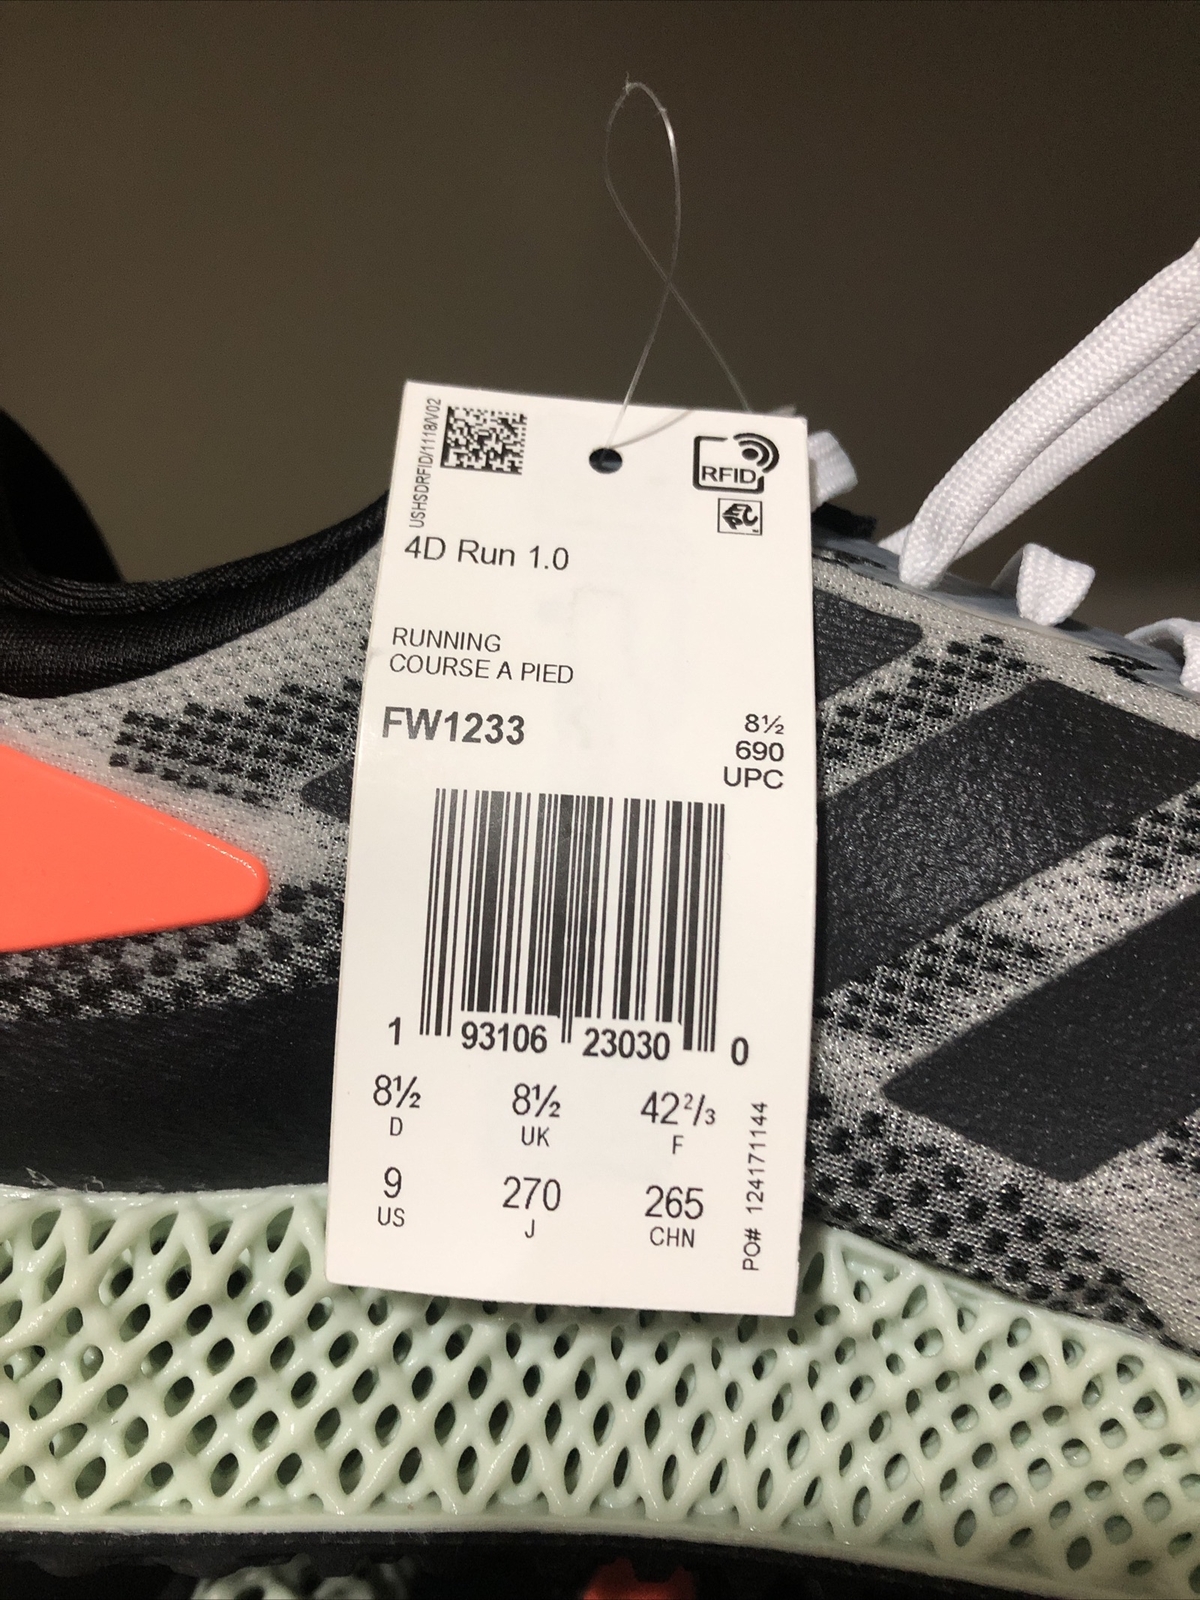 USHSDRFID/1118/V02
RFID
4D Run 1.0
RUNNING
COURSE A PIED
FW1233
8½
690
UPC
1 93106 23030 0
8½ 8½ 42⅔
D UK F
9 270 265
US J CHN
PO# 124171144